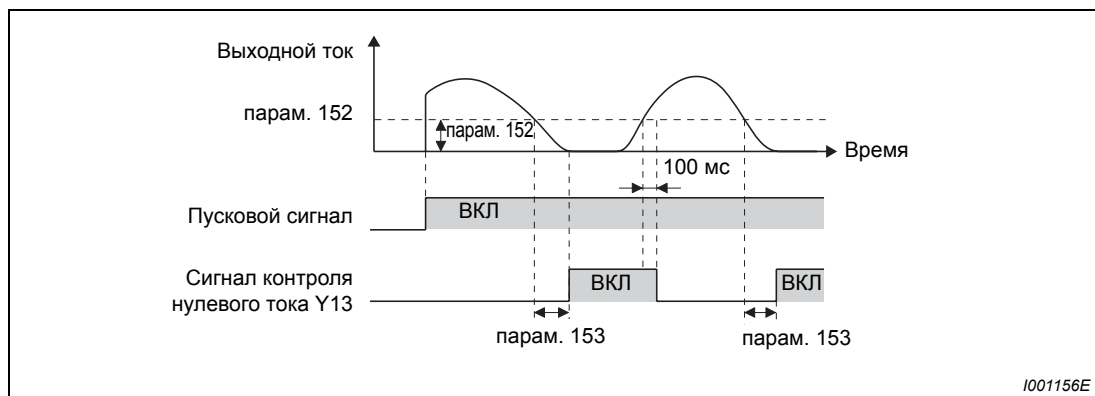 Выходной ток
парам. 152
парам. 152
Время
100 мс
Пусковой сигнал
ВКЛ
Сигнал контроля
нулевого тока Y13
ВКЛ
ВКЛ
парам. 153
парам. 153
I001156E